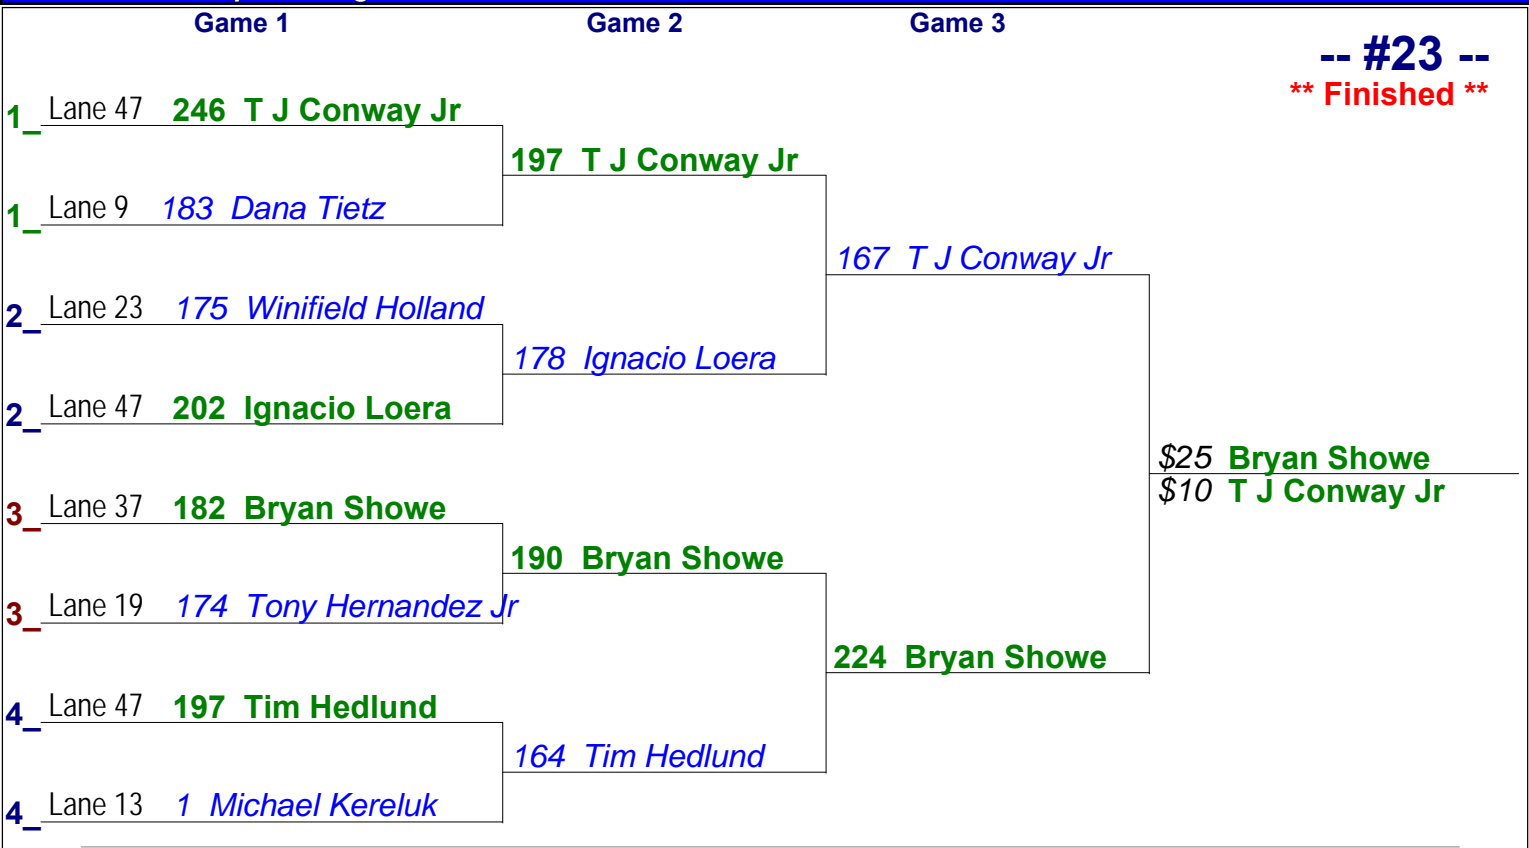 Game 1 Game 2 Game 3
-- #23 --
** Finished **
1_ Lane 47 246 T J Conway Jr
197 T J Conway Jr
1_ Lane 9 183 Dana Tietz
167 T J Conway Jr
2_ Lane 23 175 Winifield Holland
178 Ignacio Loera
2_ Lane 47 202 Ignacio Loera
$25 Bryan Showe
$10 T J Conway Jr
3_ Lane 37 182 Bryan Showe
190 Bryan Showe
3_ Lane 19 174 Tony Hernandez Jr
224 Bryan Showe
4_ Lane 47 197 Tim Hedlund
164 Tim Hedlund
4_ Lane 13 1 Michael Kereluk